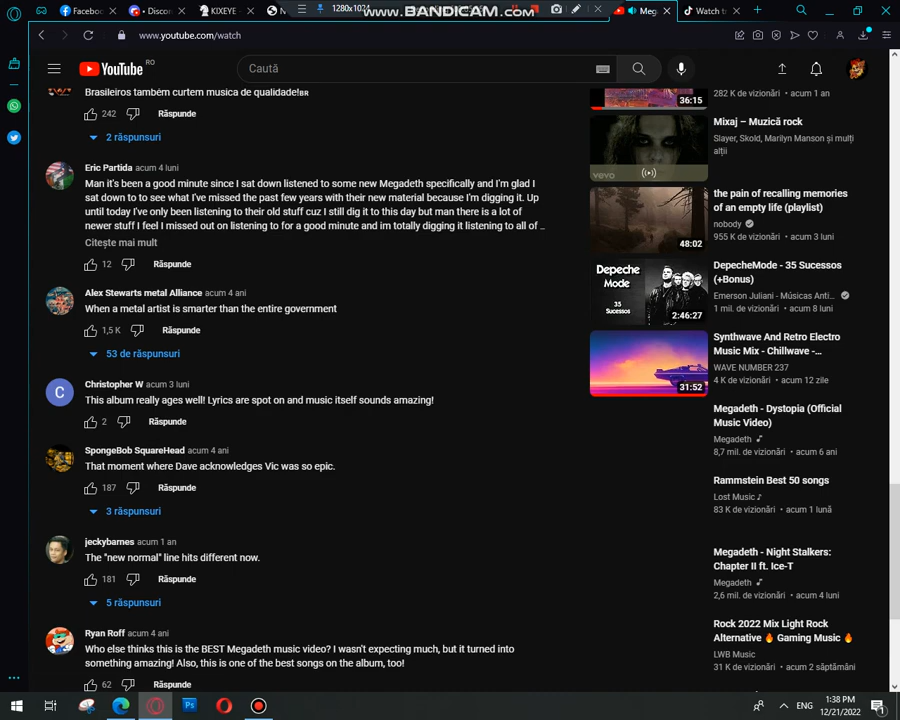 Facebo
Disco
KIXEYE
N
1280x1024
www.BANDICAM.com
Meg
Watch t
www.youtube.com/watch
YouTube RO
Caută
Brasileiros também curtem musica de qualidade!BR
242 Răspunde
2 răspunsuri
Eric Partida acum 4 luni
Man it's been a good minute since I sat down listened to some new Megadeth specifically and I'm glad I
sat down to to see what I've missed the past few years with their new material because I'm digging it. Up
until today I've only been listening to their old stuff cuz I still dig it to this day but man there is a lot of
newer stuff I feel I missed out on listening to for a good minute and im totally digging it listening to all of ..
Citește mai mult
12 Răspunde
Alex Stewarts metal Alliance acum 4 ani
When a metal artist is smarter than the entire government
1,5 K Răspunde
53 de răspunsuri
C
Christopher W acum 3 luni
This album really ages well! Lyrics are spot on and music itself sounds amazing!
2 Răspunde
SpongeBob SquareHead acum 4 ani
That moment where Dave acknowledges Vic was so epic.
187 Răspunde
3 răspunsuri
jeckybarnes acum 1 an
The "new normal" line hits different now.
181 Răspunde
5 răspunsuri
Ryan Roff acum 4 ani
Who else thinks this is the BEST Megadeth music video? I wasn't expecting much, but it turned into
something amazing! Also, this is one of the best songs on the album, too!
62 Răspunde
36:15
282 K de vizionări • acum 1 an
vevo
Mixaj – Muzică rock
Slayer, Skold, Marilyn Manson și mulți
alții
48:02
the pain of recalling memories
of an empty life (playlist)
nobody
955 K de vizionări • acum 3 luni
Depeche
Mode
35
Sucessos
2:46:27
DepecheMode - 35 Sucessos
(+Bonus)
Emerson Juliani - Músicas Anti...
1 mil. de vizionări • acum 8 luni
31:52
Synthwave And Retro Electro
Music Mix - Chillwave -...
WAVE NUMBER 237
4 K de vizionări • acum 12 zile
Megadeth - Dystopia (Official
Music Video)
Megadeth
8,7 mil. de vizionări • acum 6 ani
Rammstein Best 50 songs
Lost Music
83 K de vizionări • acum 1 lună
Megadeth - Night Stalkers:
Chapter II ft. Ice-T
Megadeth
2,6 mil. de vizionări • acum 4 luni
Rock 2022 Mix Light Rock
Alternative 🔥 Gaming Music 🔥
LWB Music
31 K de vizionări • acum 2 săptămâni
Ps
ENG
1:38 PM
12/21/2022
1